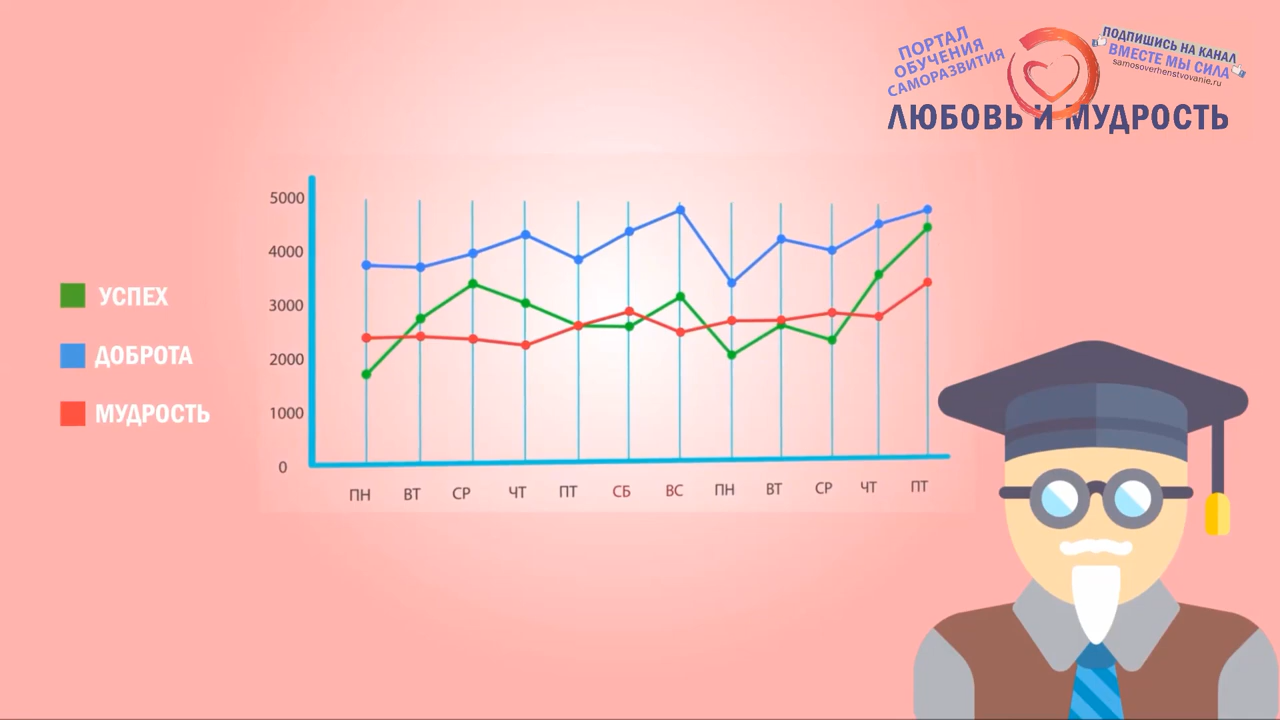 ПОРТАЛ
ОБУЧЕНИЯ
САМОРАЗВИТИЯ
ПОДПИШИСЬ НА КАНАЛ
ВМЕСТЕ МЫ СИЛА
samosoverhenstvovanie.ru
ЛЮБОВЬ И МУДРОСТЬ
5000
4000
3000
2000
1000
0
УСПЕХ
ДОБРОТА
МУДРОСТЬ
ПН ВТ СР ЧТ ПТ СБ ВС ПН ВТ СР ЧТ ПТ